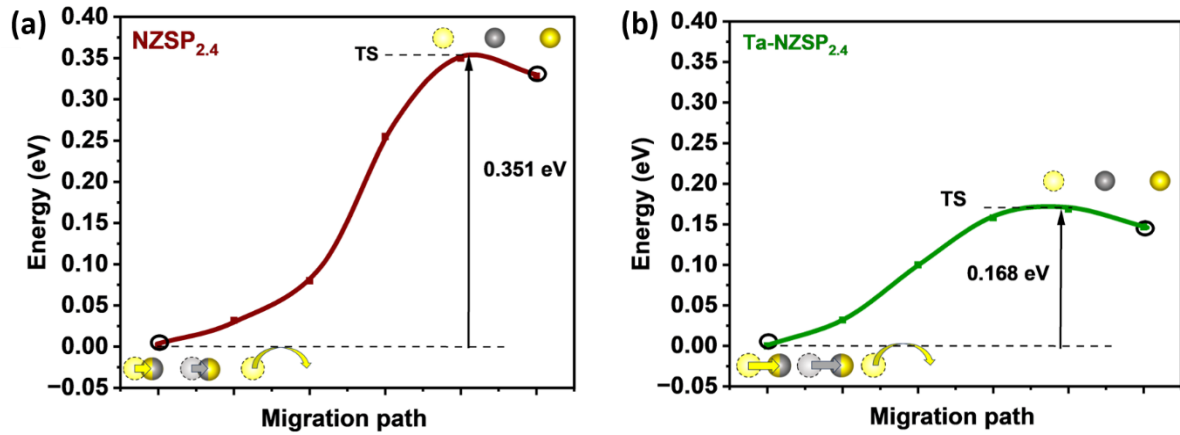 (a)
NZSP2.4
TS
0.351 eV
Energy (eV)
0.40
0.35
0.30
0.25
0.20
0.15
0.10
0.05
0.00
−0.05
Migration path
(b)
Ta-NZSP2.4
TS
0.168 eV
Energy (eV)
0.40
0.35
0.30
0.25
0.20
0.15
0.10
0.05
0.00
−0.05
Migration path